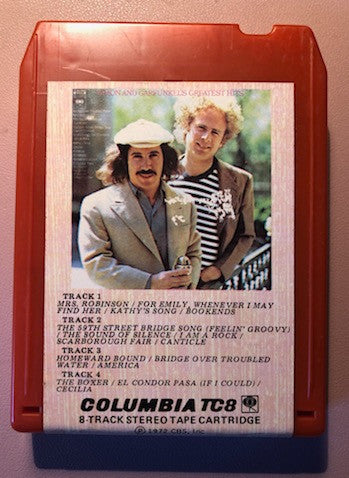 SIMON AND GARFUNKEL'S GREATEST HITS
TRACK 1
MRS. ROBINSON / FOR EMILY, WHENEVER I MAY
FIND HER / KATHY'S SONG / BOOKENDS
TRACK 2
THE 59TH STREET BRIDGE SONG (FEELIN' GROOVY)
/ THE SOUND OF SILENCE / I AM A ROCK /
SCARBOROUGH FAIR / CANTICLE
TRACK 3
HOMEWARD BOUND / BRIDGE OVER TROUBLED
WATER / AMERICA
TRACK 4
THE BOXER / EL CONDOR PASA (IF I COULD) /
CECILIA
COLUMBIA TC8
8-TRACK STEREO TAPE CARTRIDGE
Ⓟ 1972 CBS, Inc